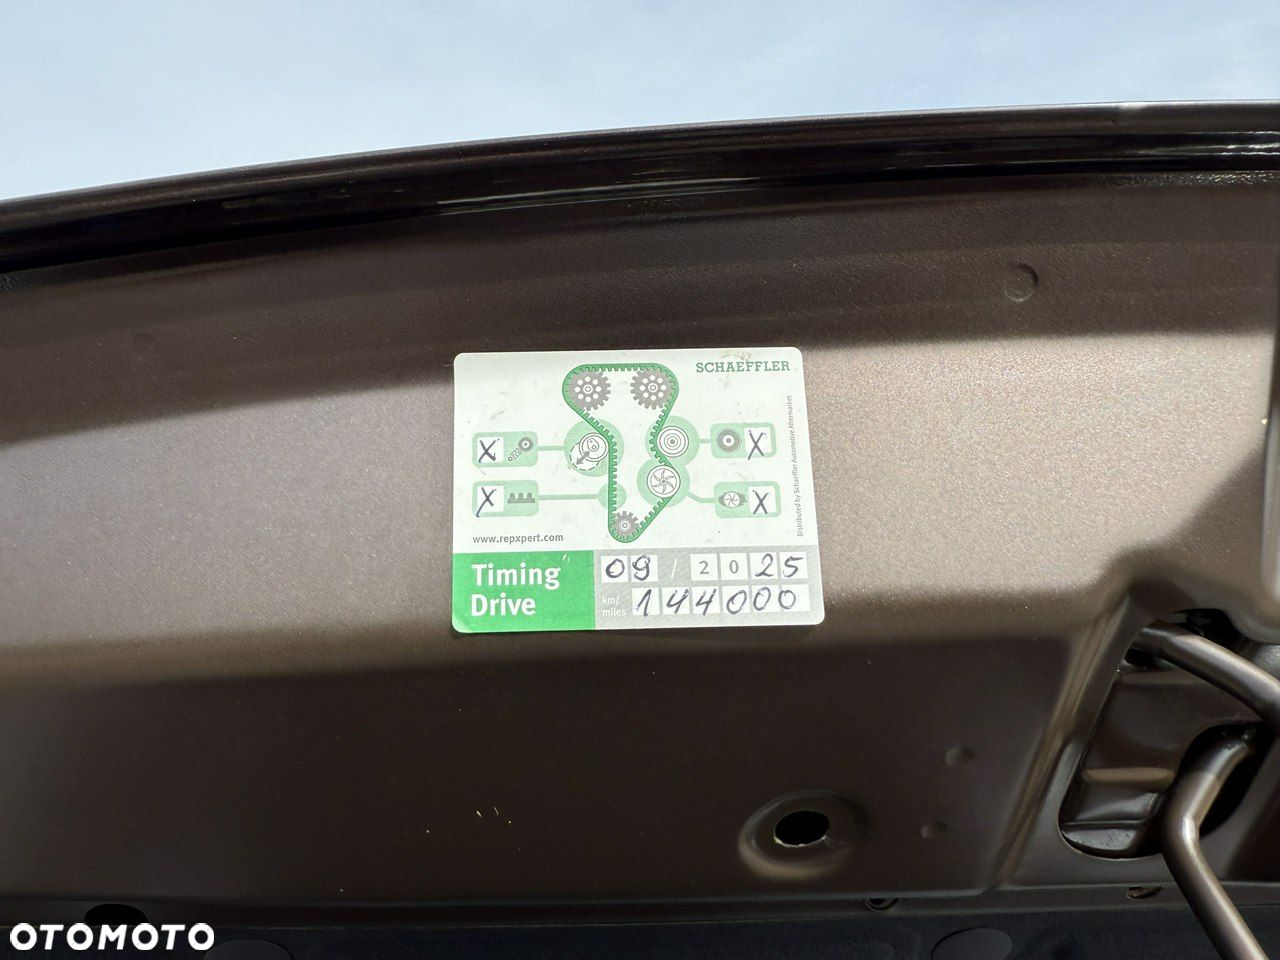 SCHAEFFLER
X
X
X
X
www.repxpert.com
Distributed by Schaeffler Automotive Aftermarket
Timing
Drive
09 / 2025
km/
miles
144000
OTOMOTO